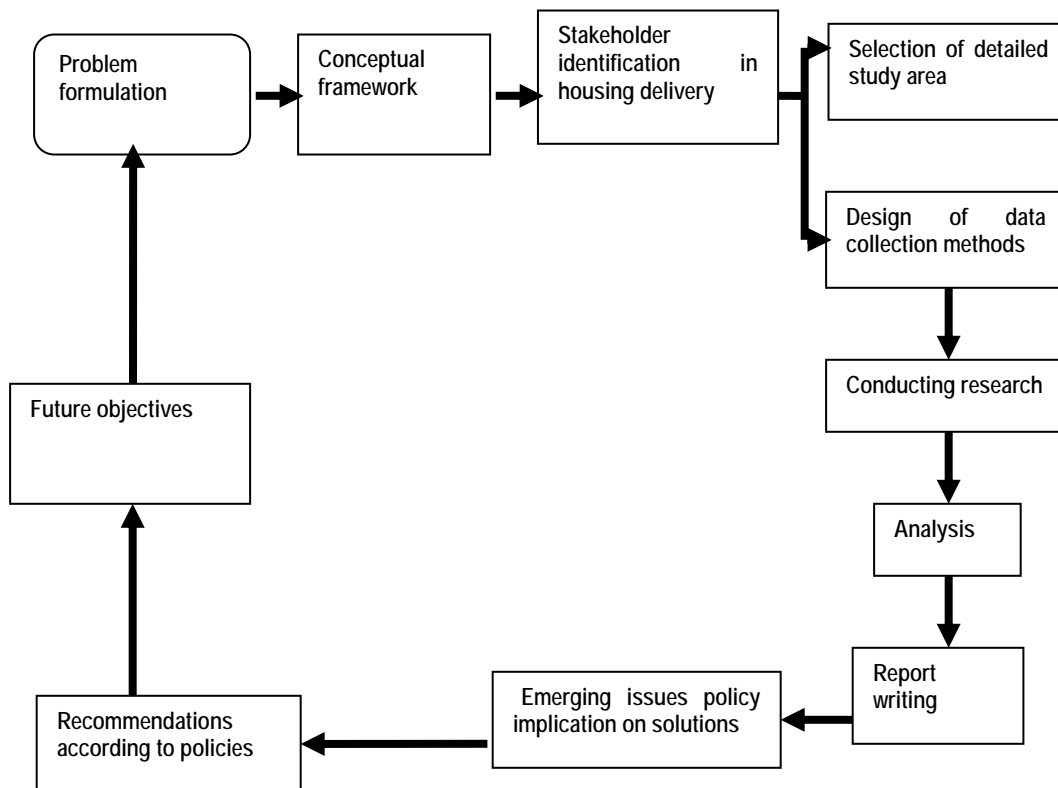 Problem
formulation
Conceptual
framework
Stakeholder
identification in
housing delivery
Selection of detailed
study area
Design of data
collection methods
Conducting research
Analysis
Report
writing
Emerging issues policy
implication on solutions
Recommendations
according to policies
Future objectives